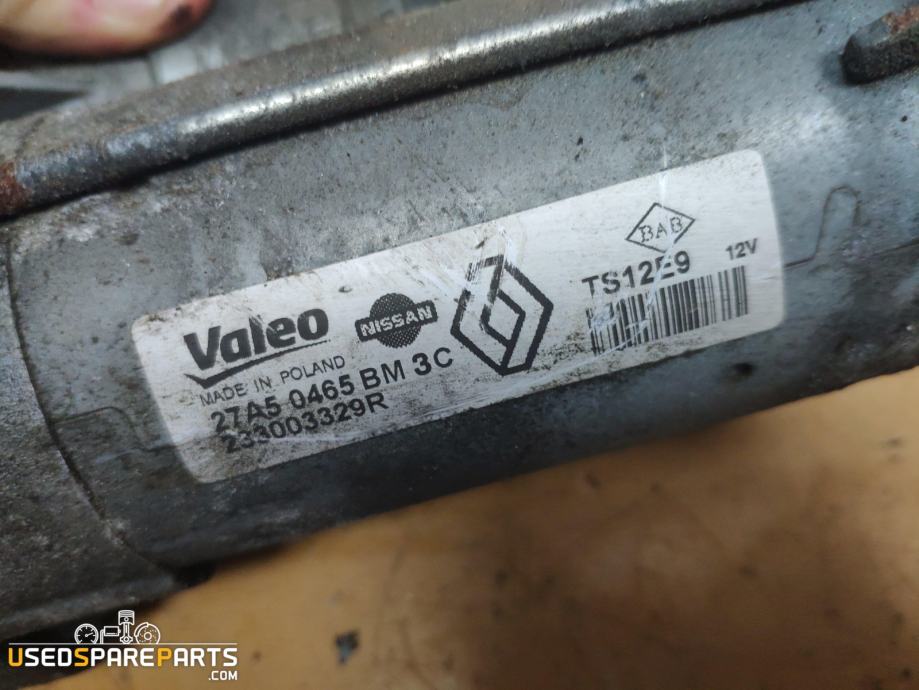 Valeo
MADE IN POLAND
NISSAN
27A5 0465 BM 3C
233003329R
BAB
TS12E9 12V
USEDSPAREPARTS
.COM